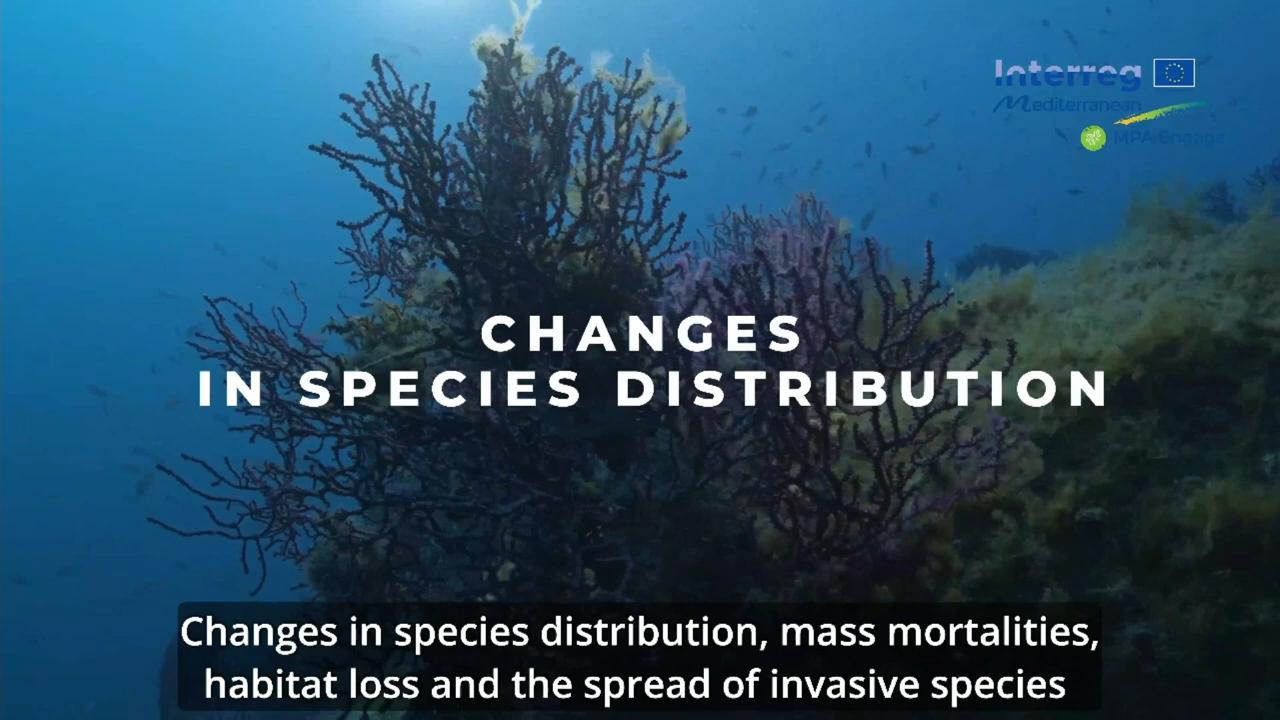 Interreg
Mediterranean
MPA Engage
CHANGES
IN SPECIES DISTRIBUTION
Changes in species distribution, mass mortalities,
habitat loss and the spread of invasive species